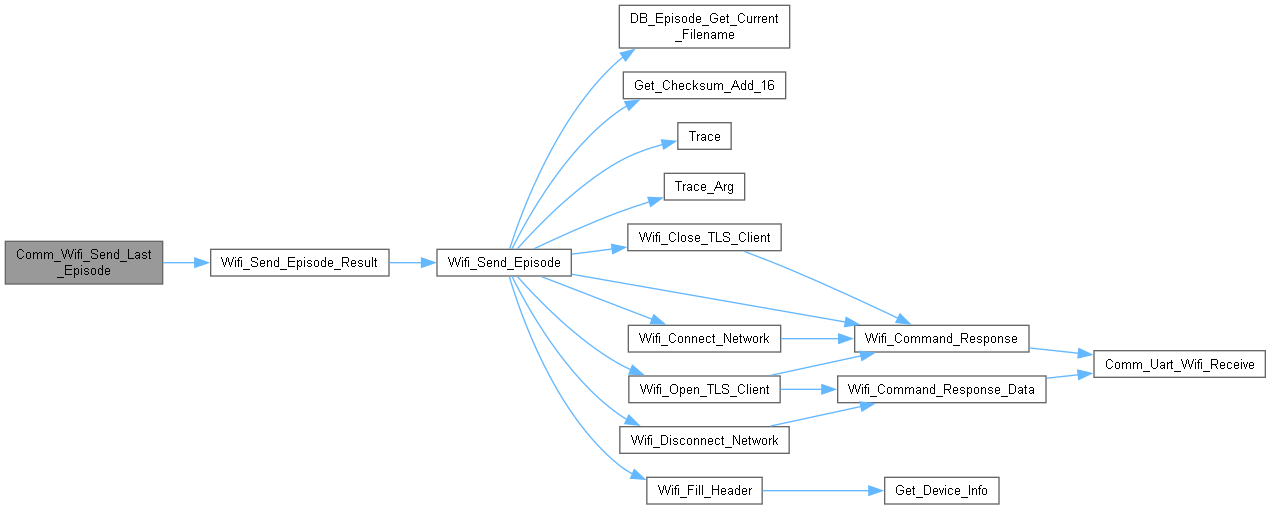 DB_Episode_Get_Current
_Filename
Get_Checksum_Add_16
Trace
Trace_Arg
Comm_Wifi_Send_Last
_Episode
Wifi_Send_Episode_Result
Wifi_Send_Episode
Wifi_Close_TLS_Client
Wifi_Connect_Network
Wifi_Command_Response
Comm_Uart_Wifi_Receive
Wifi_Open_TLS_Client
Wifi_Command_Response_Data
Wifi_Disconnect_Network
Wifi_Fill_Header
Get_Device_Info